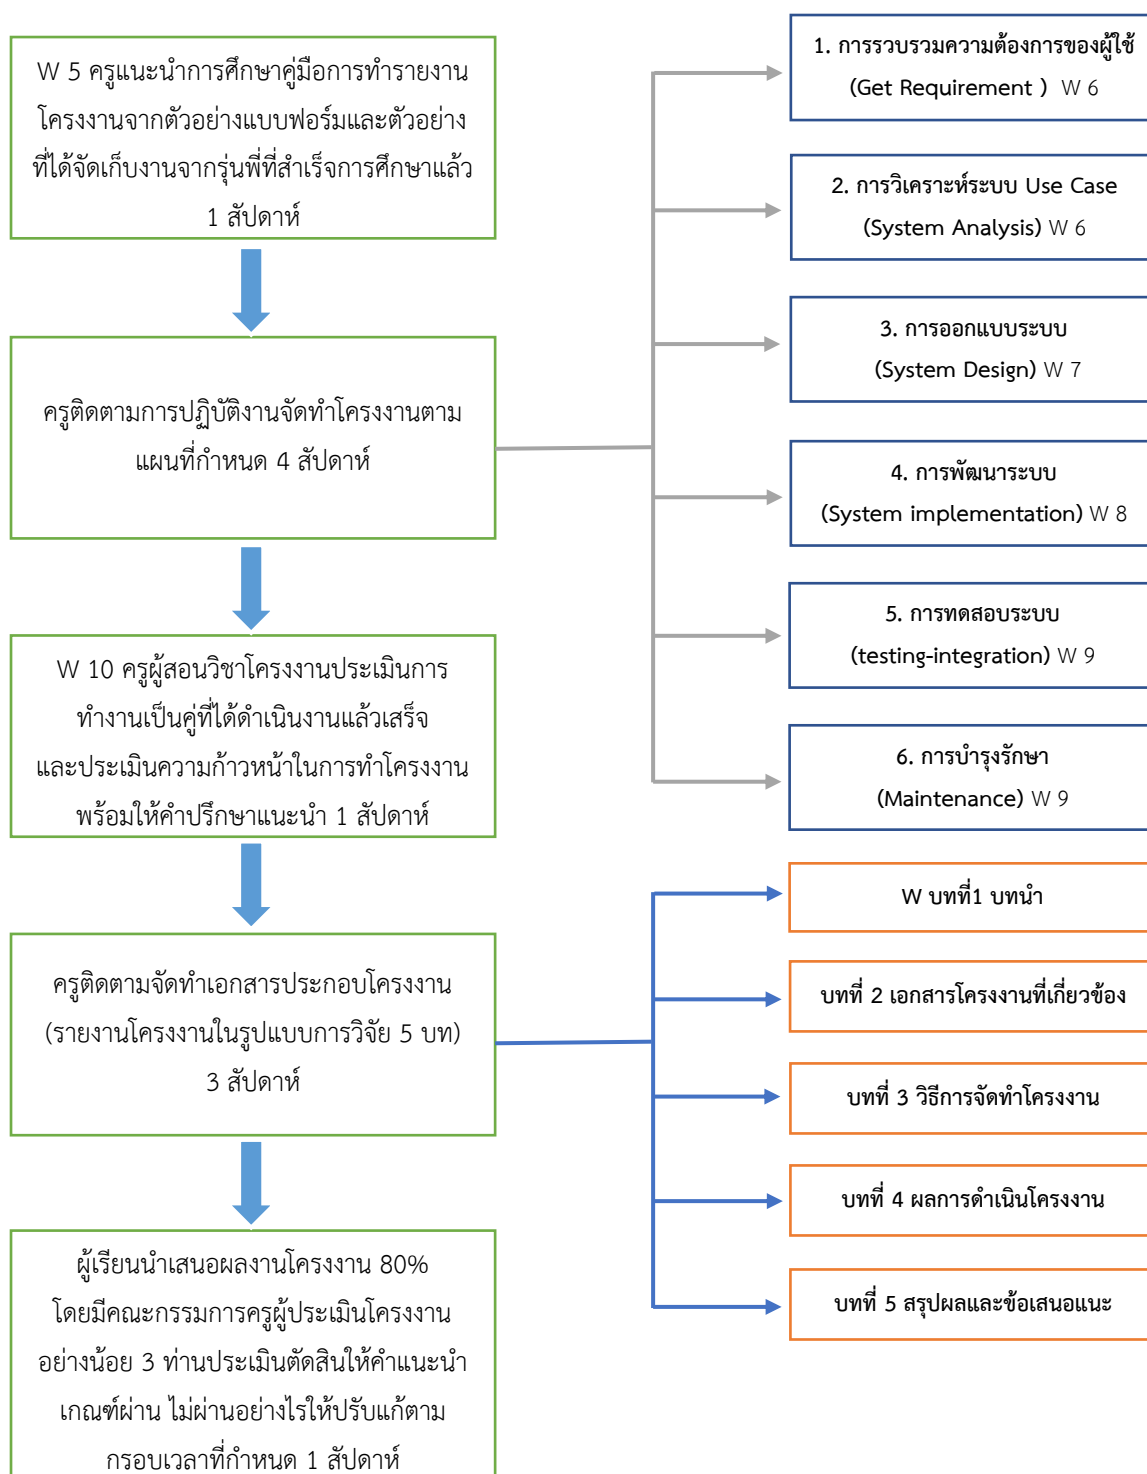 W 5 ครูแนะนำการศึกษาคู่มือการทำรายงาน
โครงงานจากตัวอย่างแบบฟอร์มและตัวอย่าง
ที่ได้จัดเก็บงานจากรุ่นพี่ที่สำเร็จการศึกษาแล้ว
1 สัปดาห์
ครูติดตามการปฏิบัติงานจัดทำโครงงานตาม
แผนที่กำหนด 4 สัปดาห์
1. การรวบรวมความต้องการของผู้ใช้
(Get Requirement ) W 6
2. การวิเคราะห์ระบบ Use Case
(System Analysis) W 6
3. การออกแบบระบบ
(System Design) W 7
4. การพัฒนาระบบ
(System implementation) W 8
5. การทดสอบระบบ
(testing-integration) W 9
6. การบำรุงรักษา
(Maintenance) W 9
W 10 ครูผู้สอนวิชาโครงงานประเมินการ
ทำงานเป็นคู่ที่ได้ดำเนินงานแล้วเสร็จ
และประเมินความก้าวหน้าในการทำโครงงาน
พร้อมให้คำปรึกษาแนะนำ 1 สัปดาห์
ครูติดตามจัดทำเอกสารประกอบโครงงาน
(รายงานโครงงานในรูปแบบการวิจัย 5 บท)
3 สัปดาห์
W บทที่1 บทนำ
บทที่ 2 เอกสารโครงงานที่เกี่ยวข้อง
บทที่ 3 วิธีการจัดทำโครงงาน
บทที่ 4 ผลการดำเนินโครงงาน
บทที่ 5 สรุปผลและข้อเสนอแนะ
ผู้เรียนนำเสนอผลงานโครงงาน 80%
โดยมีคณะกรรมการครูผู้ประเมินโครงงาน
อย่างน้อย 3 ท่านประเมินตัดสินให้คำแนะนำ
เกณฑ์ผ่าน ไม่ผ่านอย่างไรให้ปรับแก้ตาม
กรอบเวลาที่กำหนด 1 สัปดาห์